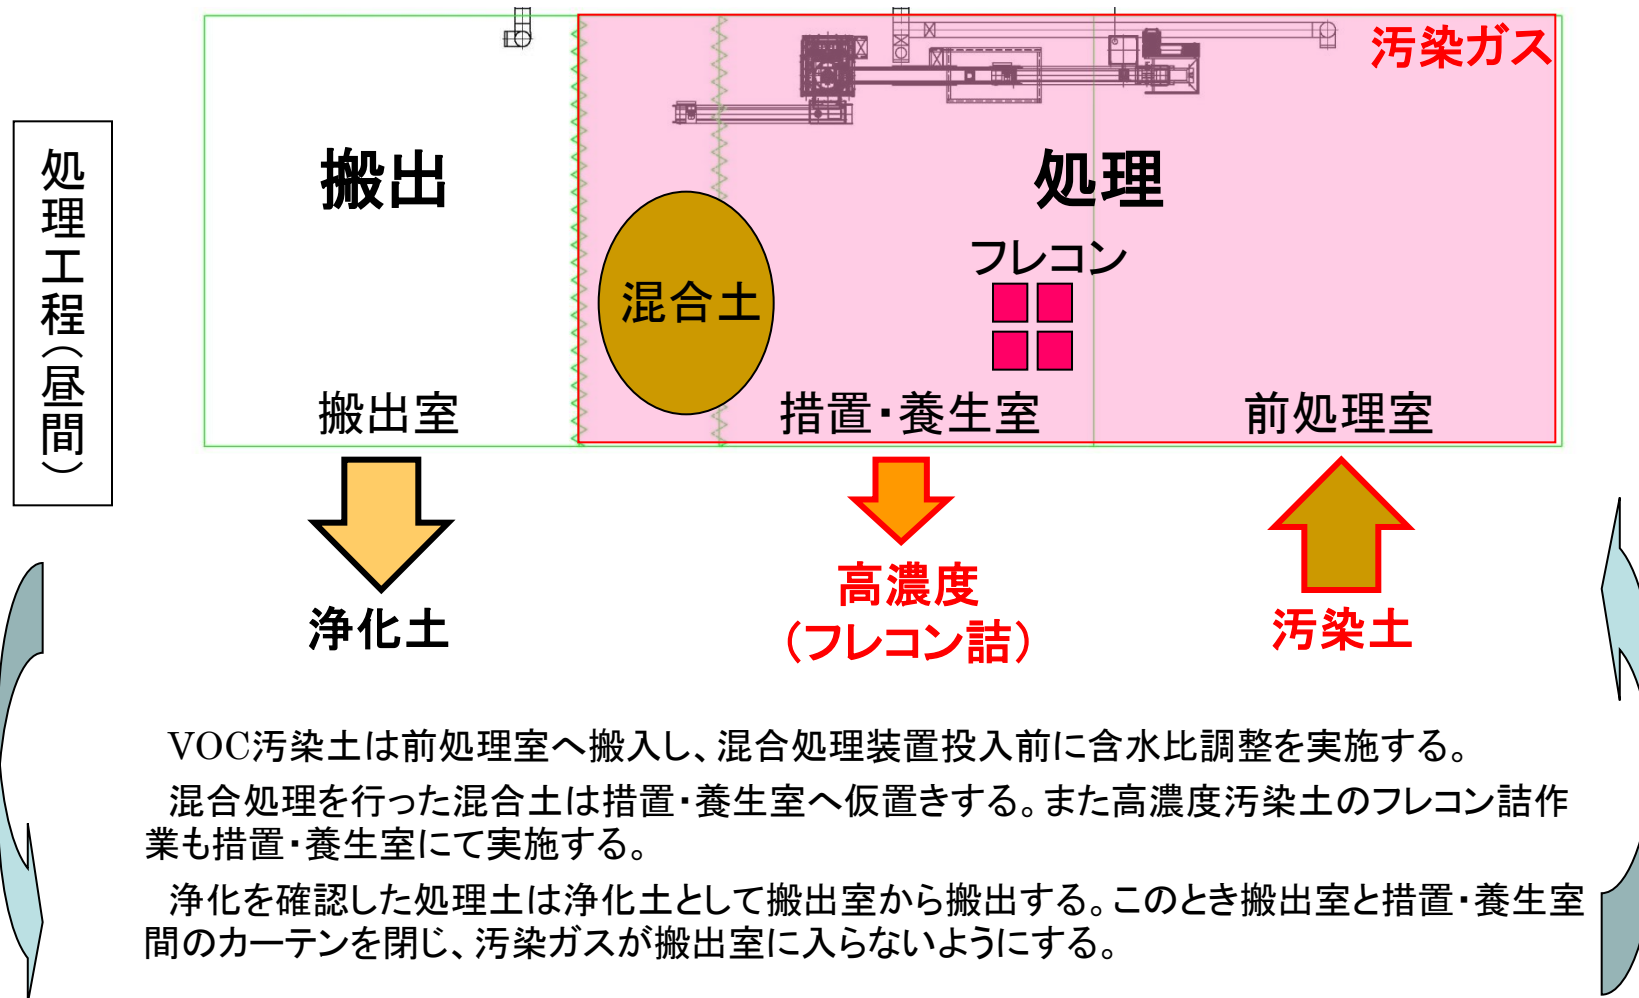 処理工程（昼間）
汚染ガス
搬出
処理
フレコン
混合土
搬出室
措置・養生室
前処理室
浄化土
高濃度
（フレコン詰）
汚染土
VOC汚染土は前処理室へ搬入し、混合処理装置投入前に含水比調整を実施する。
混合処理を行った混合土は措置・養生室へ仮置きする。また高濃度汚染土のフレコン詰作
業も措置・養生室にて実施する。
浄化を確認した処理土は浄化土として搬出室から搬出する。このとき搬出室と措置・養生室
間のカーテンを閉じ、汚染ガスが搬出室に入らないようにする。